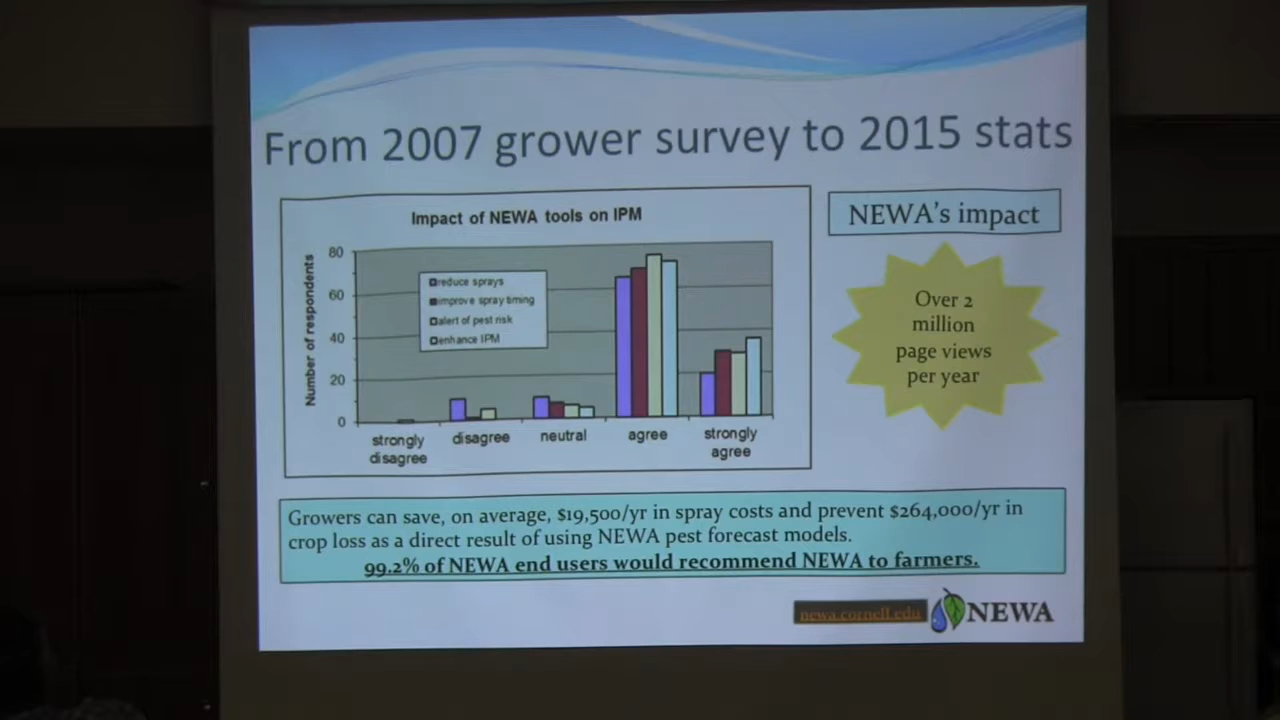 From 2007 grower survey to 2015 stats
Impact of NEWA tools on IPM
Number of respondents
80
60
40
20
0
reduce sprays
improve spray timing
alert of pest risk
enhance IPM
strongly
disagree
disagree
neutral
agree
strongly
agree
NEWA's impact
Over 2
million
page views
per year
Growers can save, on average, $19,500/yr in spray costs and prevent $264,000/yr in
crop loss as a direct result of using NEWA pest forecast models.
99.2% of NEWA end users would recommend NEWA to farmers.
newa.cornell.edu
NEWA